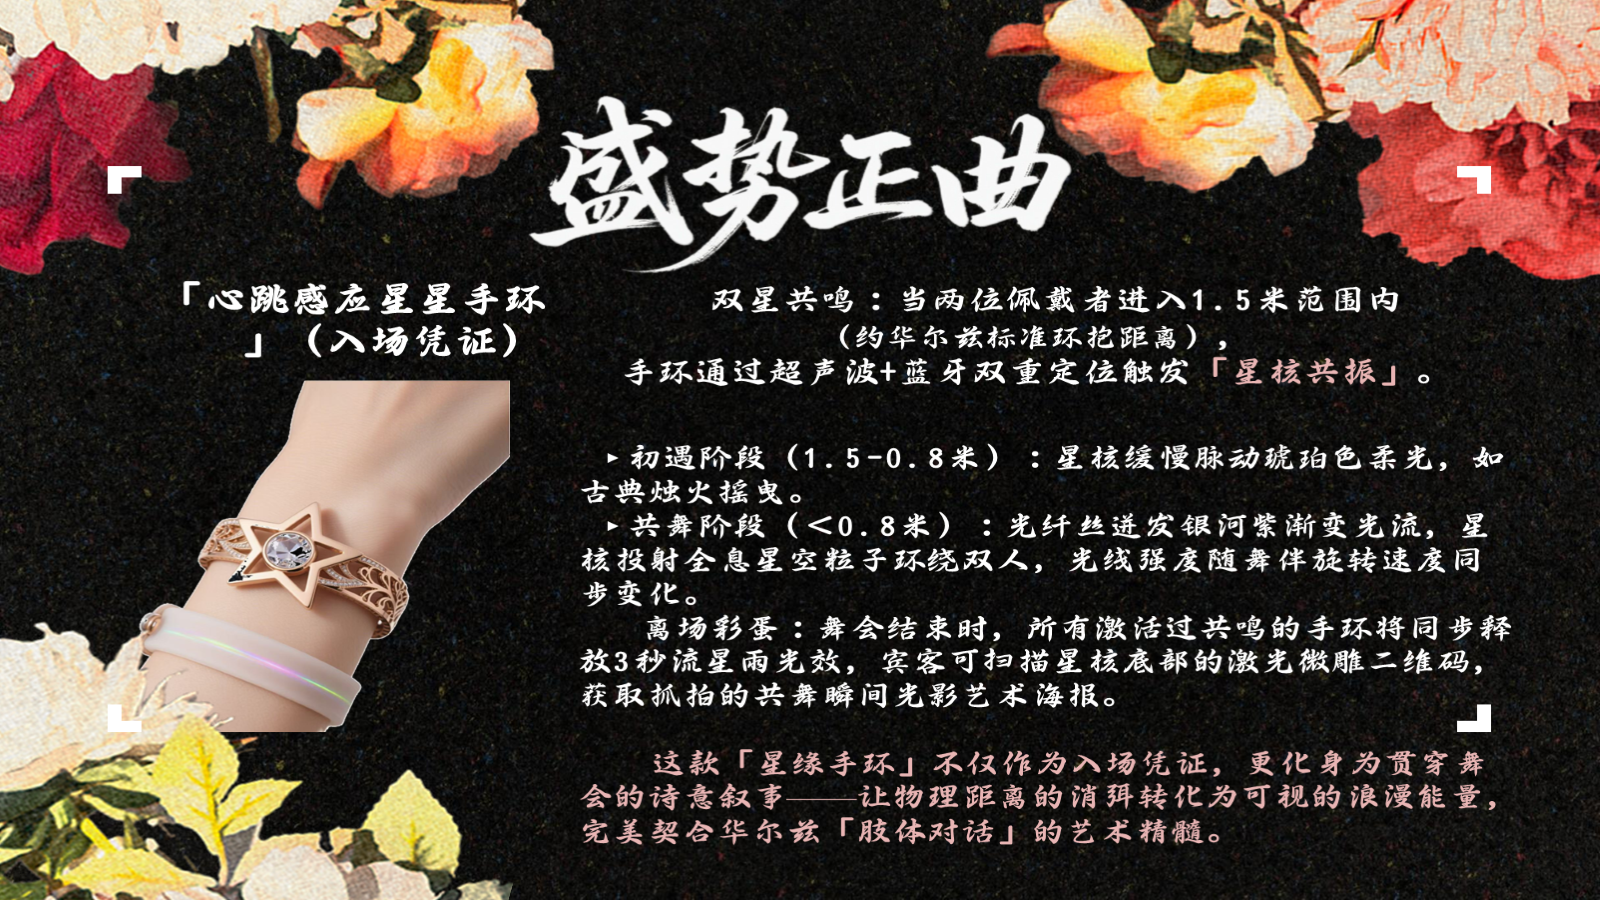 盛势正曲
「心跳感应星星手环
」（入场凭证）
双星共鸣：当两位佩戴者进入1.5米范围内
（约华尔兹标准环抱距离），
手环通过超声波+蓝牙双重定位触发「星核共振」。
‣初遇阶段（1.5-0.8米）：星核缓慢脉动琥珀色柔光，如
古典烛火摇曳。
‣共舞阶段（＜0.8米）：光纤丝迸发银河紫渐变光流，星
核投射全息星空粒子环绕双人，光线强度随舞伴旋转速度同
步变化。
离场彩蛋：舞会结束时，所有激活过共鸣的手环将同步释
放3秒流星雨光效，宾客可扫描星核底部的激光微雕二维码，
获取抓拍的共舞瞬间光影艺术海报。
这款「星缘手环」不仅作为入场凭证，更化身为贯穿舞
会的诗意叙事——让物理距离的消弭转化为可视的浪漫能量，
完美契合华尔兹「肢体对话」的艺术精髓。